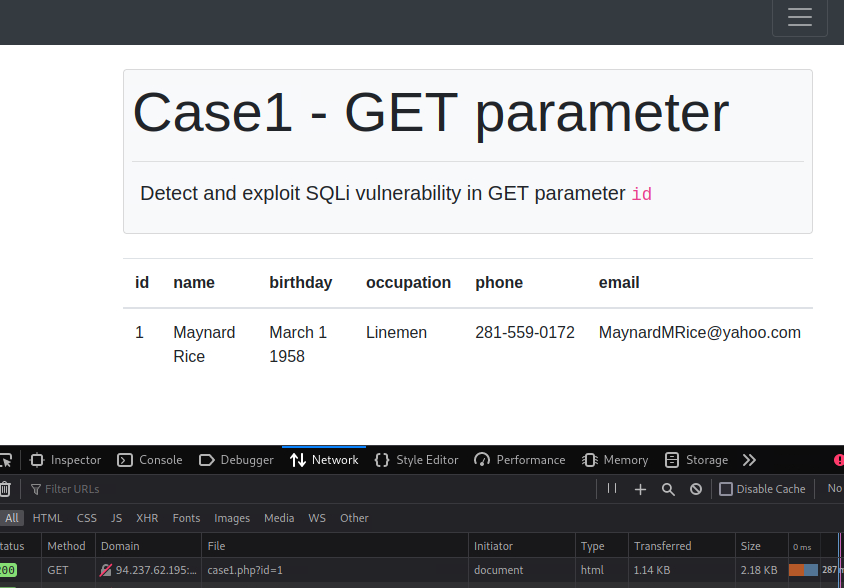 Case1 - GET parameter
Detect and exploit SQLi vulnerability in GET parameter id
id name birthday occupation phone email
1 Maynard March 1 Linemen 281-559-0172 MaynardMRice@yahoo.com
Rice 1958
Inspector Console Debugger Network Style Editor Performance Memory Storage
Filter URLs Disable Cache No
All HTML CSS JS XHR Fonts Images Media WS Other
tatus Method Domain File Initiator Type Transferred Size 0 ms
200 GET 94.237.62.195:... case1.php?id=1 document html 1.14 KB 2.18 KB 287 m